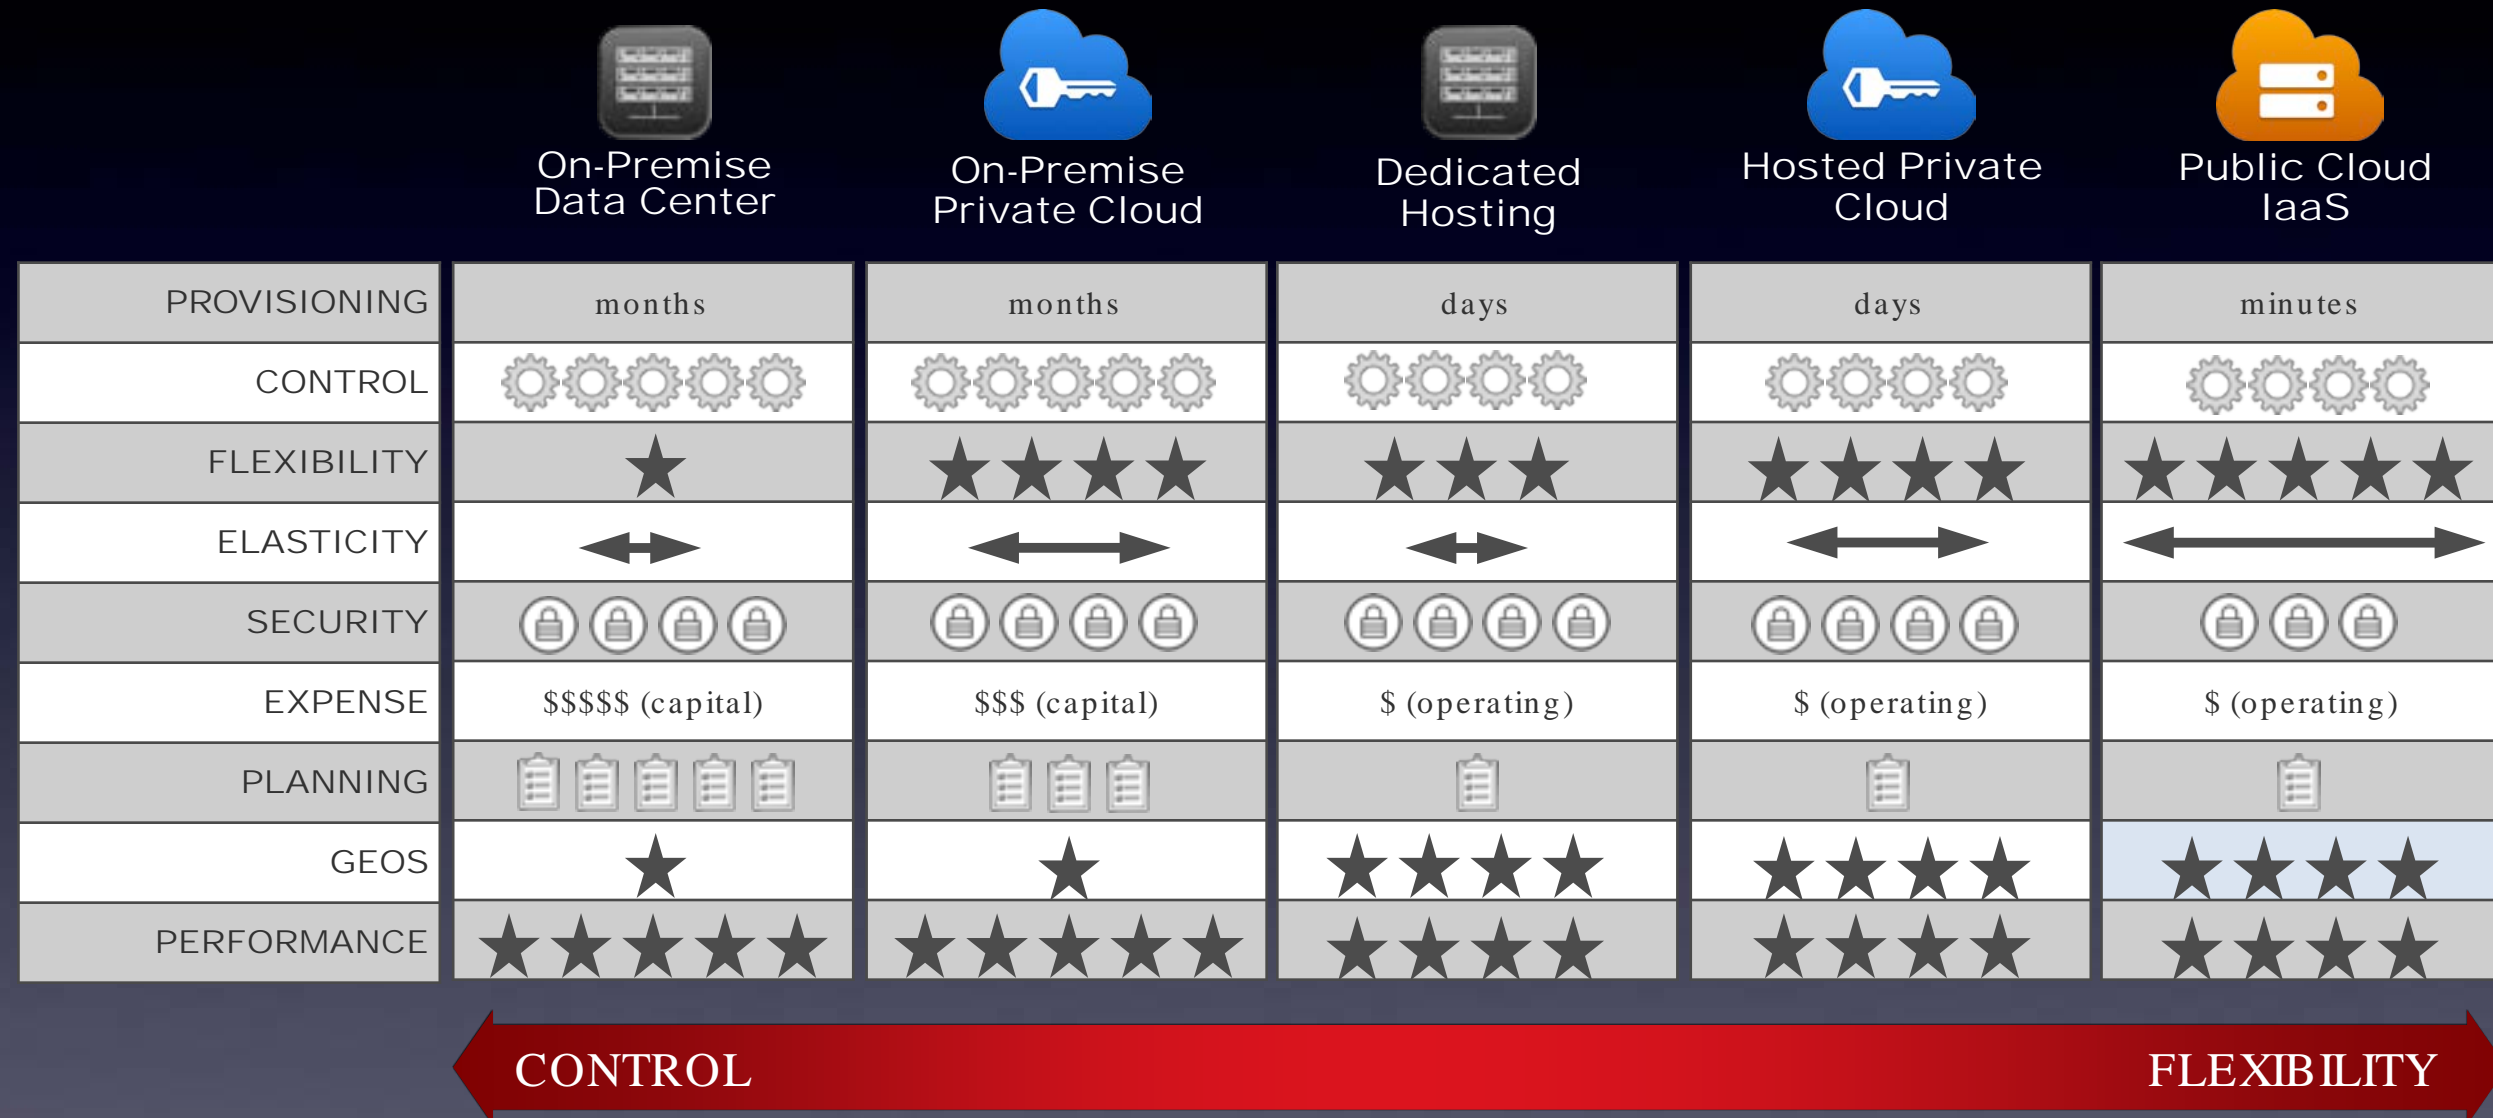 On-Premise
Data Center
On-Premise
Private Cloud
Dedicated
Hosting
Hosted Private
Cloud
Public Cloud
IaaS
PROVISIONING months months days days minutes
CONTROL
FLEXIBILITY
ELASTICITY
SECURITY
EXPENSE $$$$$ (capital) $$$ (capital) $ (operating) $ (operating) $ (operating)
PLANNING
GEOS
PERFORMANCE
CONTROL FLEXIBILITY